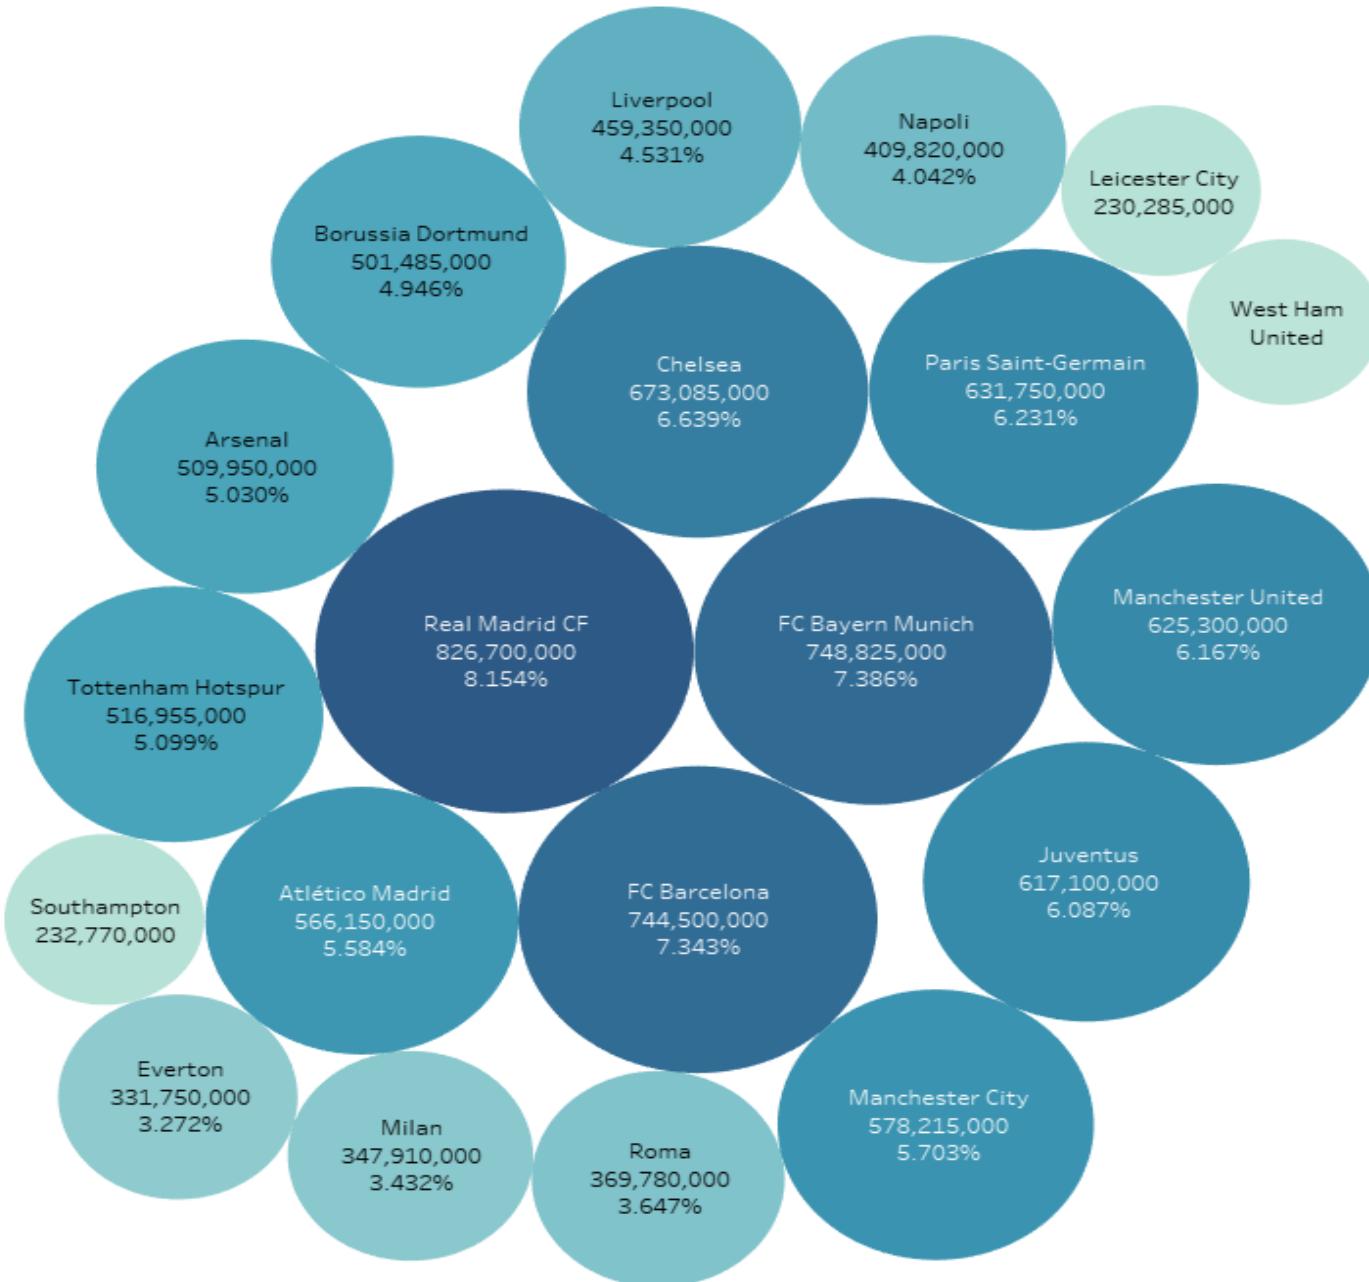 Liverpool
459,350,000
4.531%
Napoli
409,820,000
4.042%
Leicester City
230,285,000
Borussia Dortmund
501,485,000
4.946%
West Ham
United
Chelsea
673,085,000
6.639%
Paris Saint-Germain
631,750,000
6.231%
Arsenal
509,950,000
5.030%
Real Madrid CF
826,700,000
8.154%
FC Bayern Munich
748,825,000
7.386%
Manchester United
625,300,000
6.167%
Tottenham Hotspur
516,955,000
5.099%
Juventus
617,100,000
6.087%
Southampton
232,770,000
Atlético Madrid
566,150,000
5.584%
FC Barcelona
744,500,000
7.343%
Everton
331,750,000
3.272%
Milan
347,910,000
3.432%
Roma
369,780,000
3.647%
Manchester City
578,215,000
5.703%